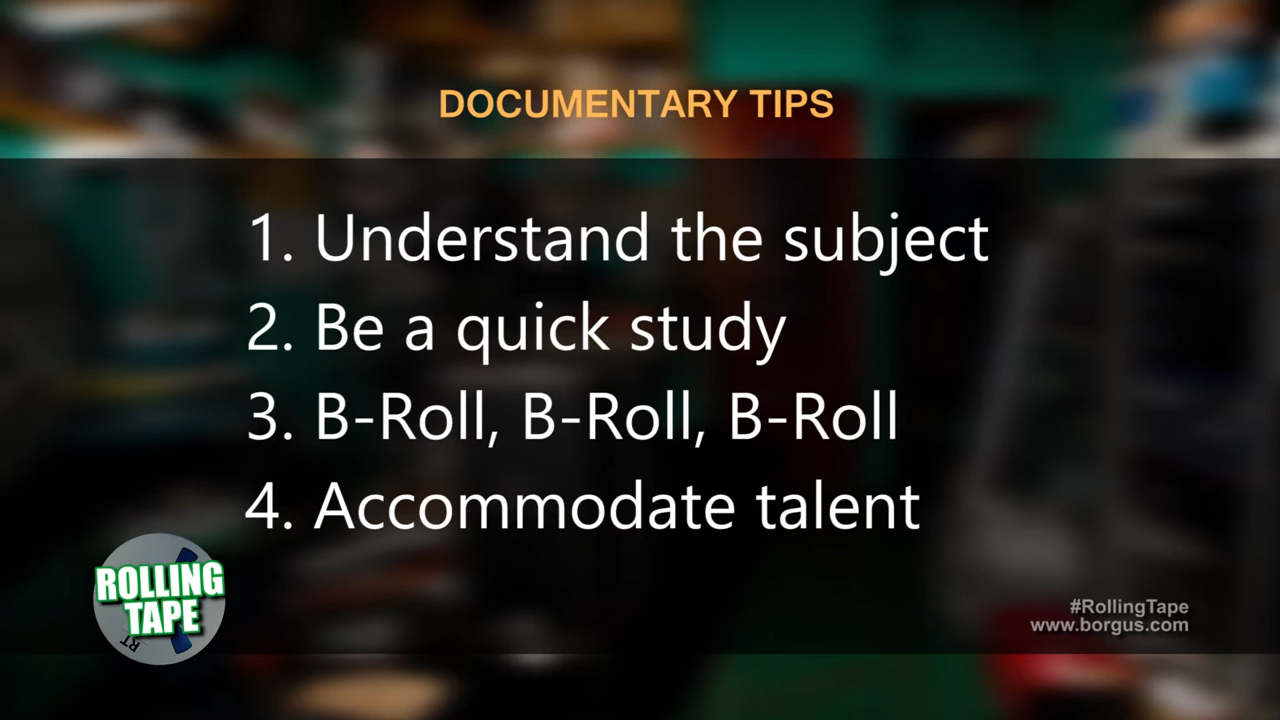 DOCUMENTARY TIPS
1. Understand the subject
2. Be a quick study
3. B-Roll, B-Roll, B-Roll
4. Accommodate talent
ROLLING
TAPE
RT
#RollingTape
www.borgus.com